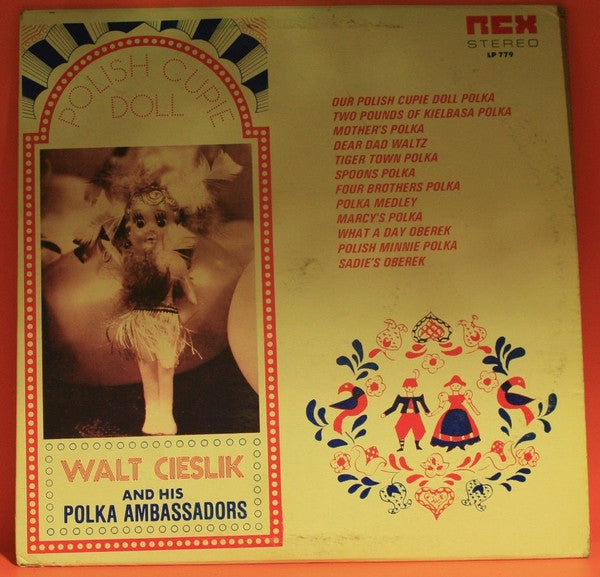 POLISH CUPIE
DOLL
REX
STEREO
LP 779
OUR POLISH CUPIE DOLL POLKA
TWO POUNDS OF KIELBASA POLKA
MOTHER'S POLKA
DEAR DAD WALTZ
TIGER TOWN POLKA
SPOONS POLKA
FOUR BROTHERS POLKA
POLKA MEDLEY
MARCY'S POLKA
WHAT A DAY OBEREK
POLISH MINNIE POLKA
SADIE'S OBEREK
WALT CIESLIK
AND HIS
POLKA AMBASSADORS